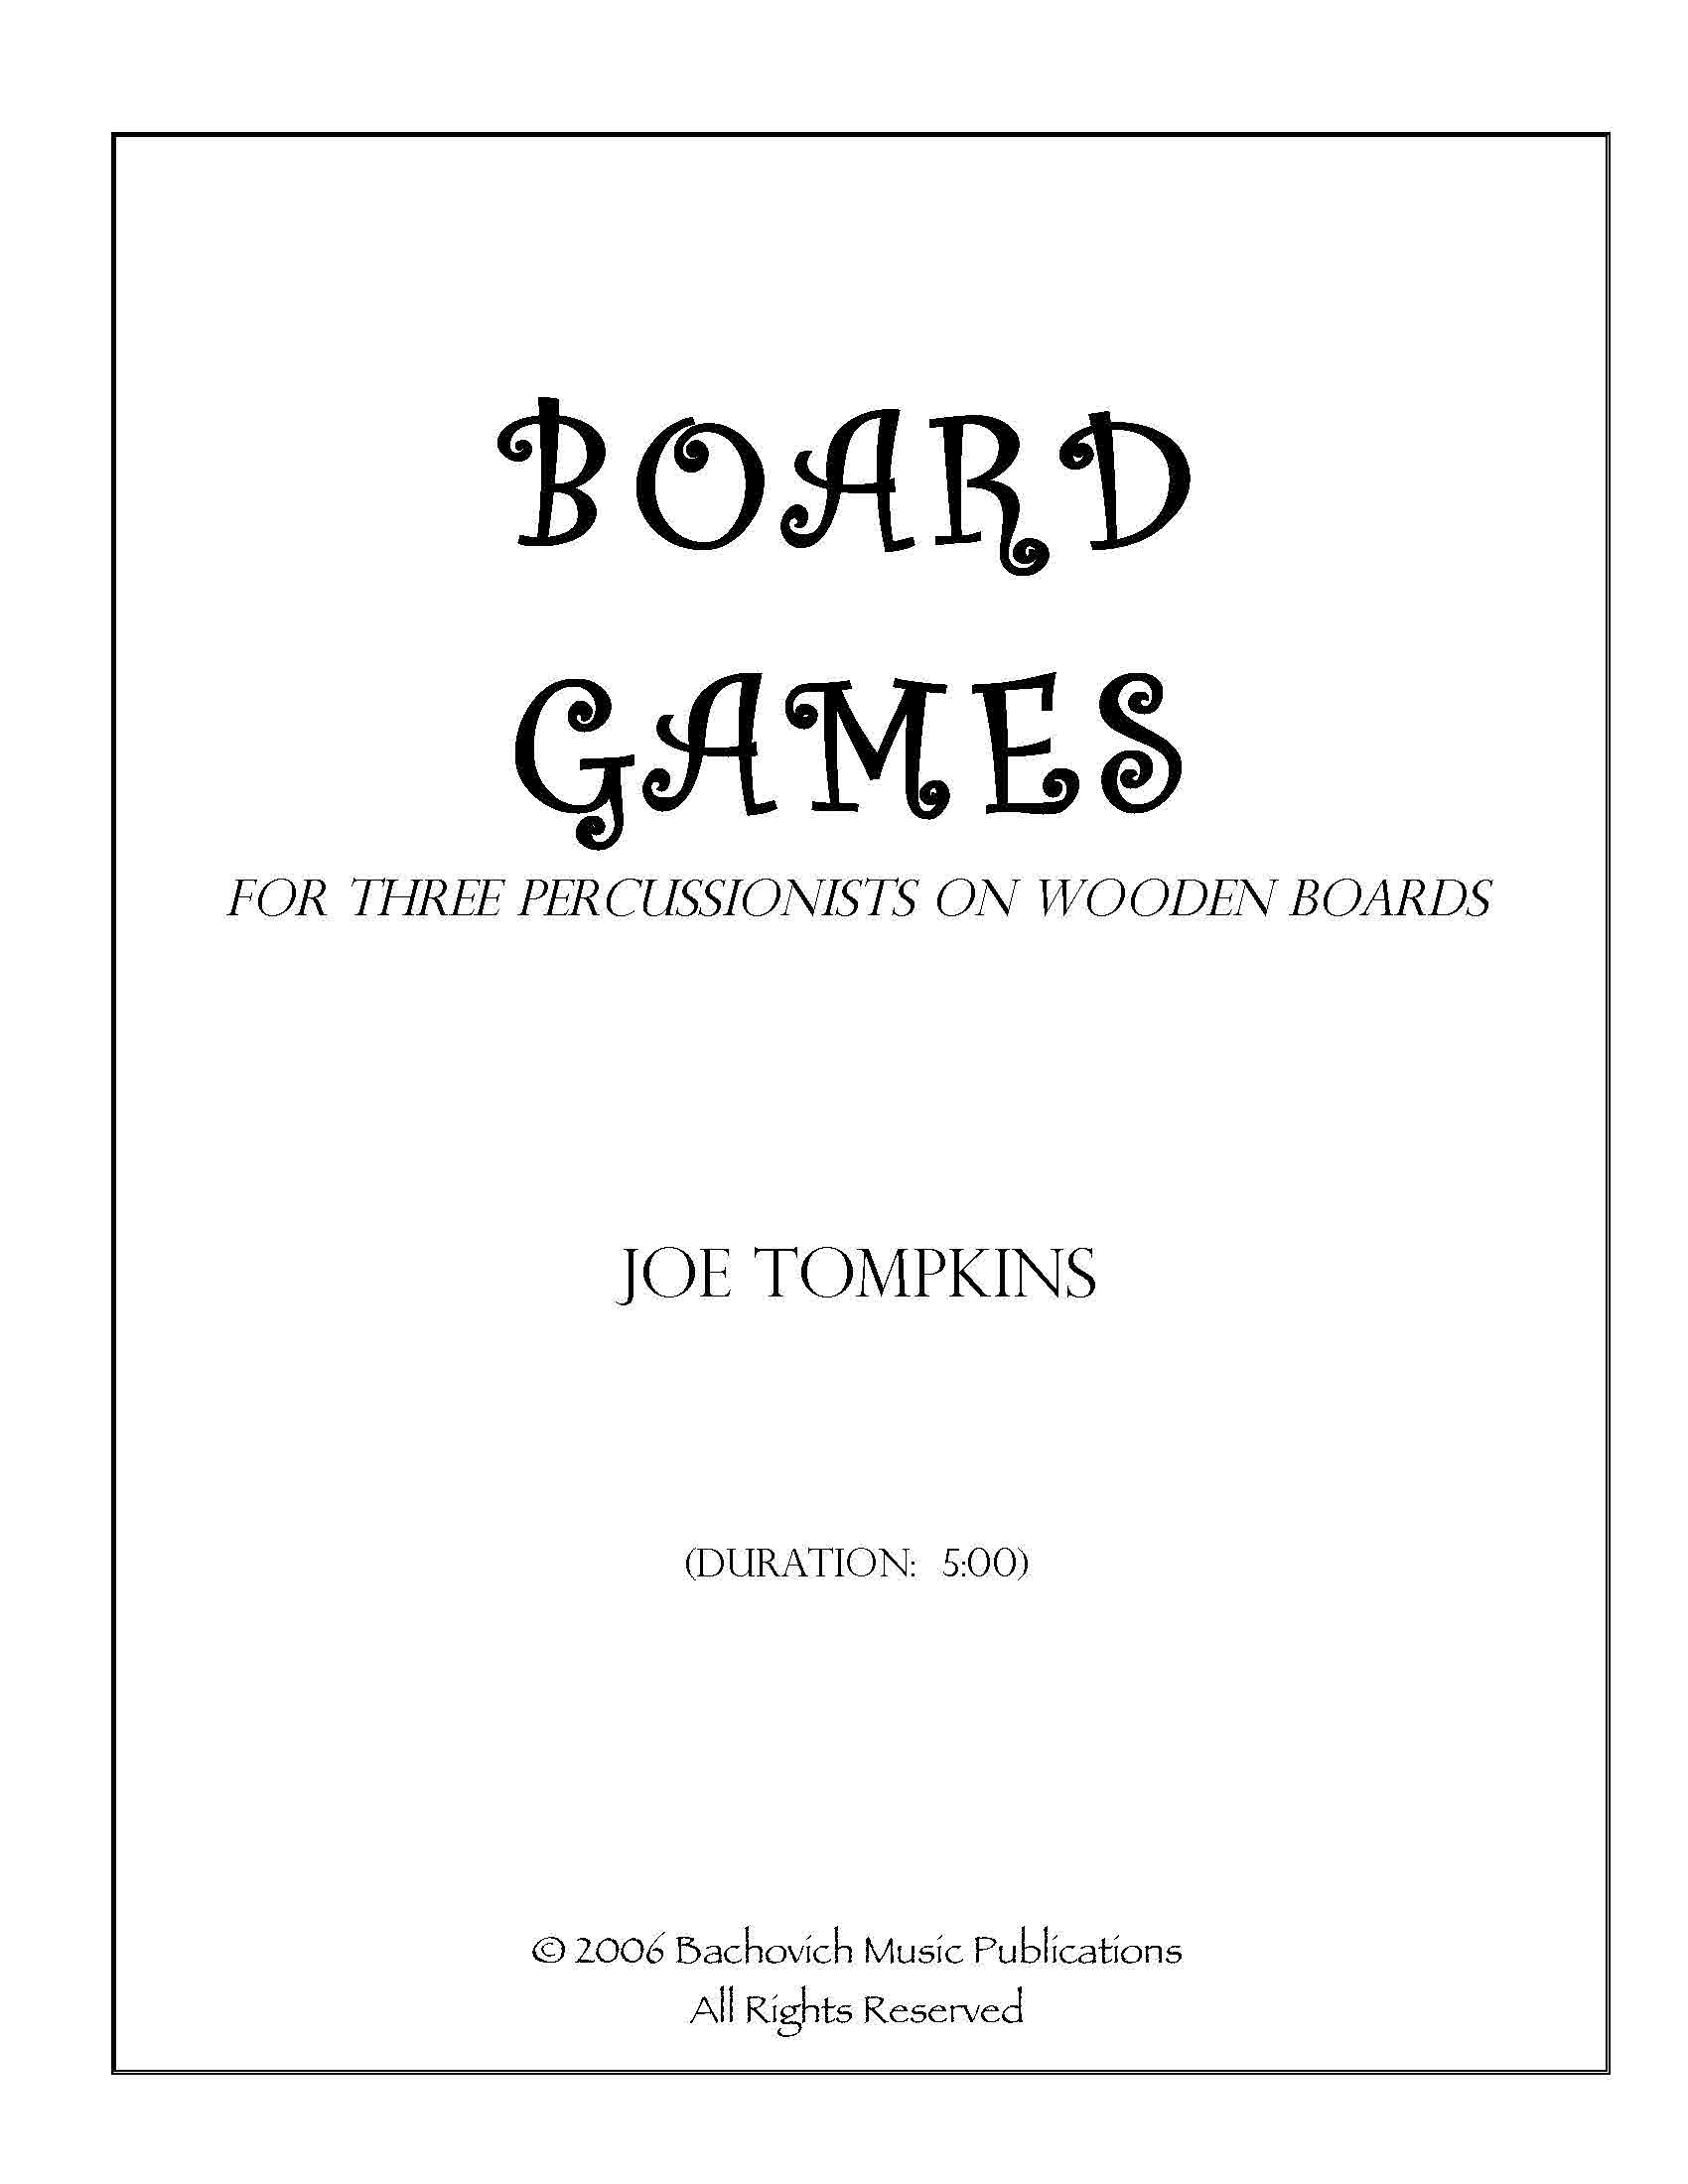 BOARD
GAMES
FOR THREE PERCUSSIONISTS ON WOODEN BOARDS
JOE TOMPKINS
(DURATION: 5:00)
© 2006 Bachovich Music Publications
All Rights Reserved